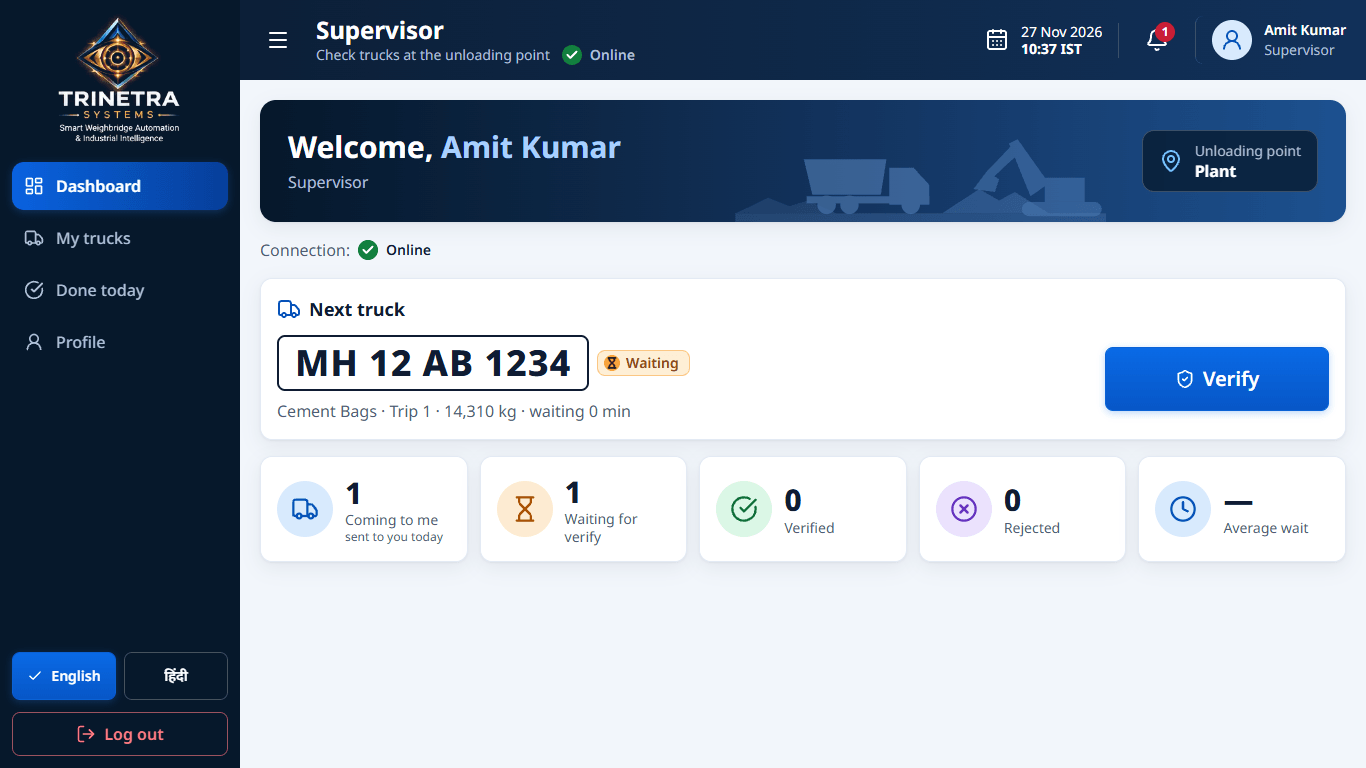 TRINETRA
SYSTEMS
Smart Weighbridge Automation
& Industrial Intelligence
Dashboard
My trucks
Done today
Profile
English
हिंदी
Log out
Supervisor
Check trucks at the unloading point Online
27 Nov 2026
10:37 IST
1
Amit Kumar
Supervisor
Welcome, Amit Kumar
Supervisor
Unloading point
Plant
Connection: Online
Next truck
MH 12 AB 1234
Waiting
Cement Bags · Trip 1 · 14,310 kg · waiting 0 min
Verify
1
Coming to me
sent to you today
1
Waiting for
verify
0
Verified
0
Rejected
—
Average wait